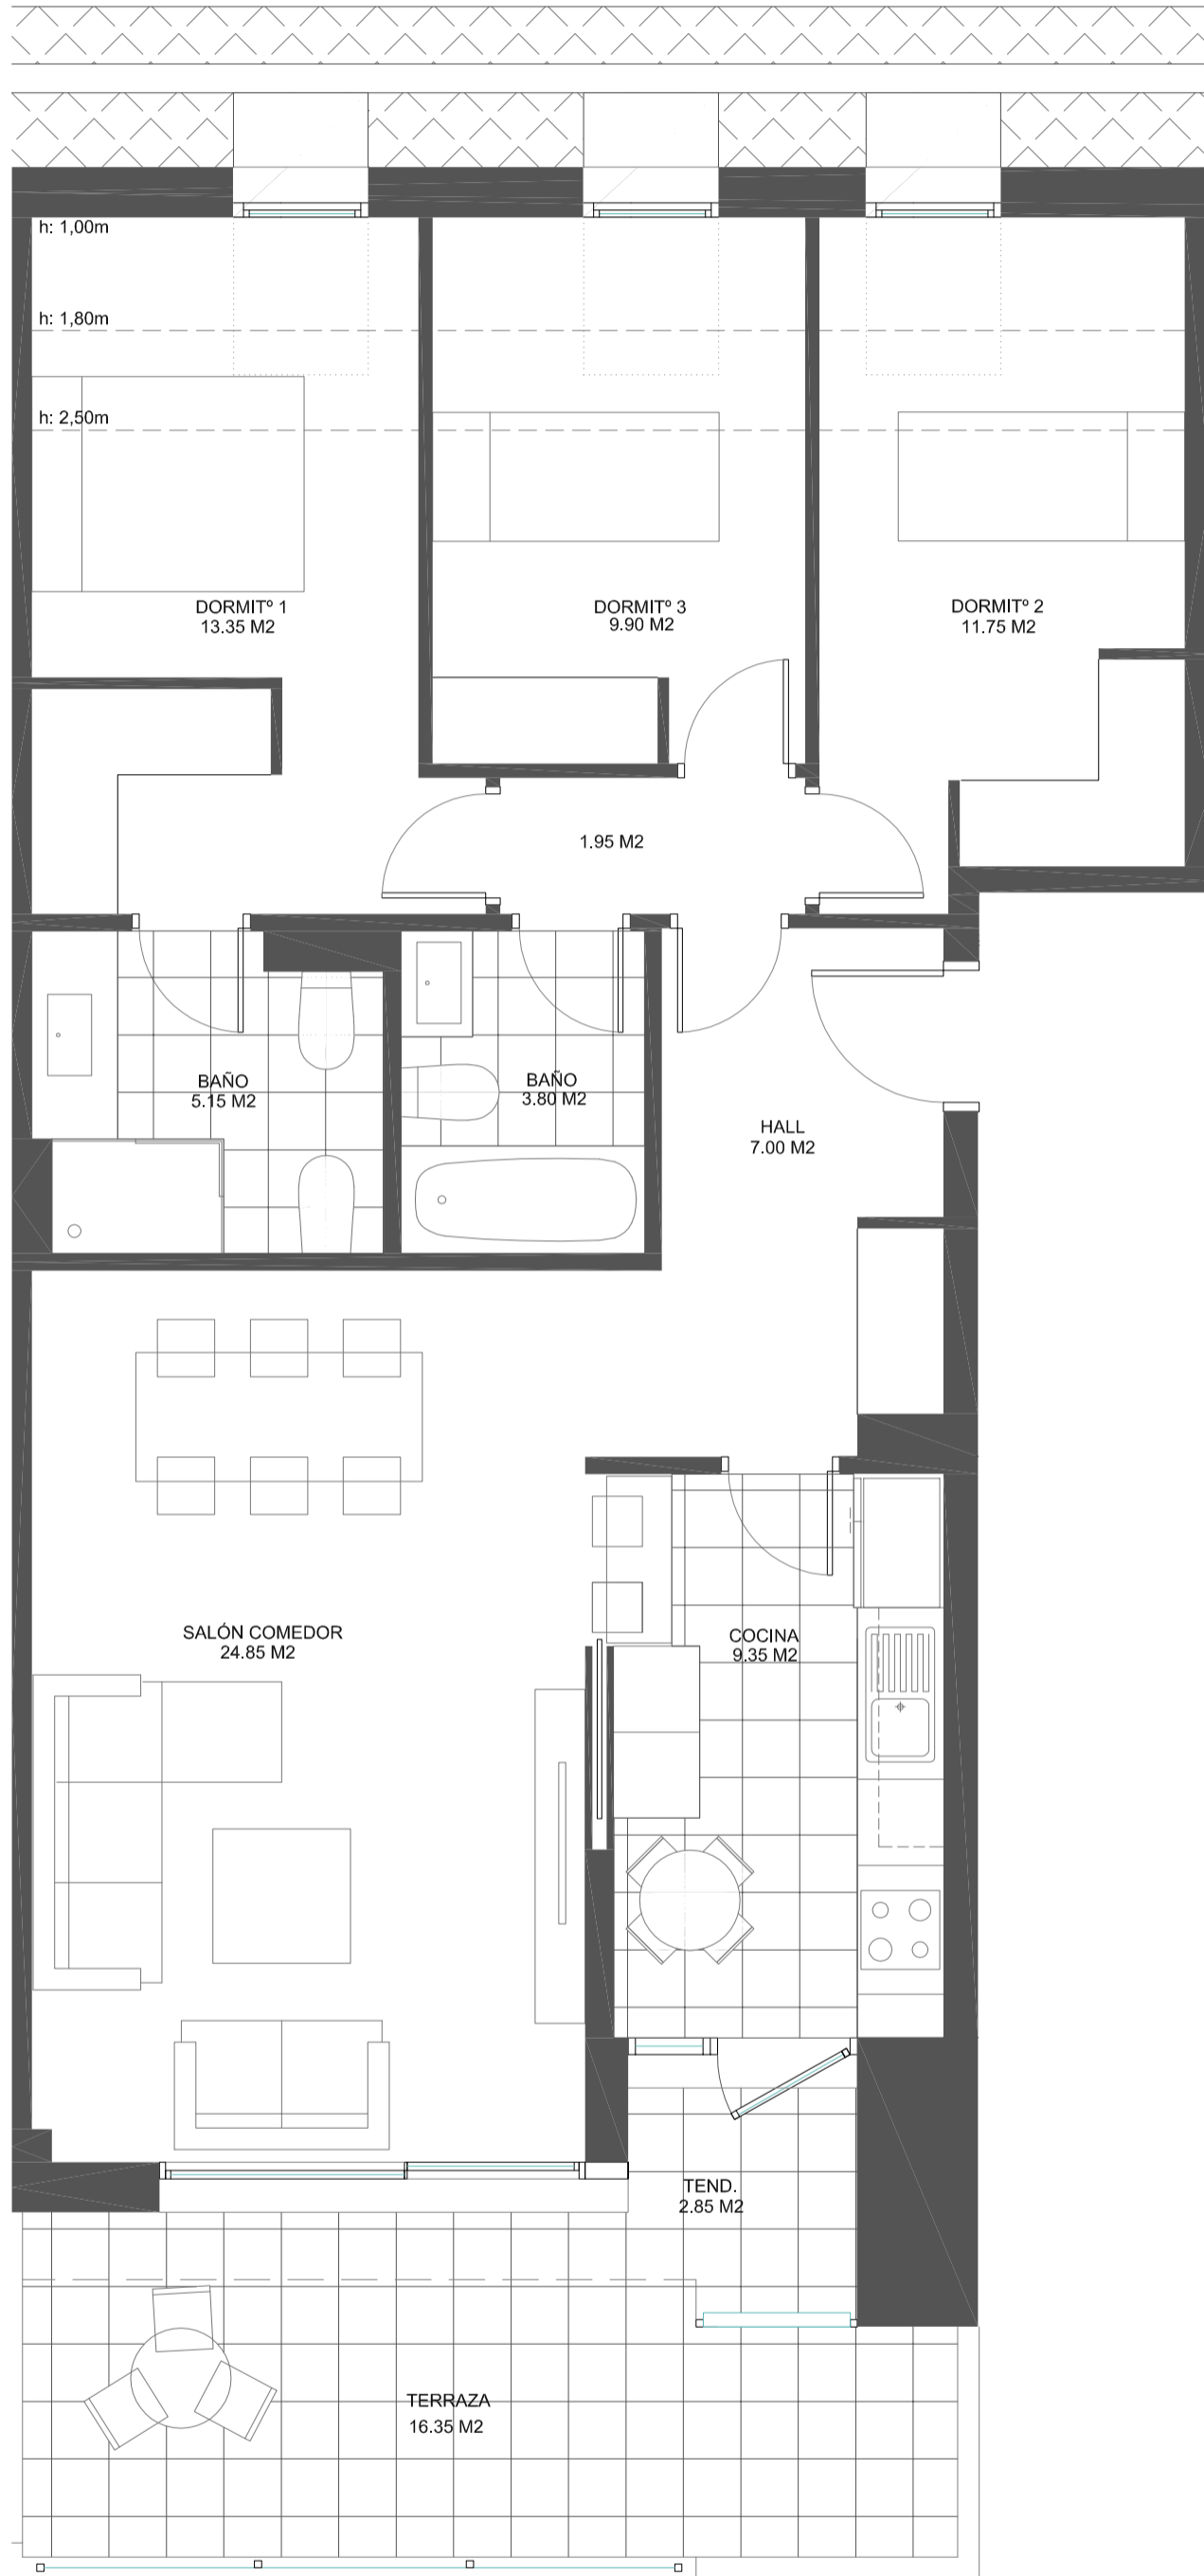 h: 1,00m
h: 1,80m
h: 2,50m
DORMITº 1
13.35 M2
DORMITº 3
9.90 M2
DORMITº 2
11.75 M2
1.95 M2
BAÑO
5.15 M2
BAÑO
3.80 M2
HALL
7.00 M2
SALÓN COMEDOR
24.85 M2
COCINA
9.35 M2
TEND.
2.85 M2
TERRAZA
16.35 M2